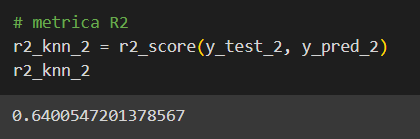 # metrica R2
r2_knn_2 = r2_score(y_test_2, y_pred_2)
r2_knn_2
0.6400547201378567